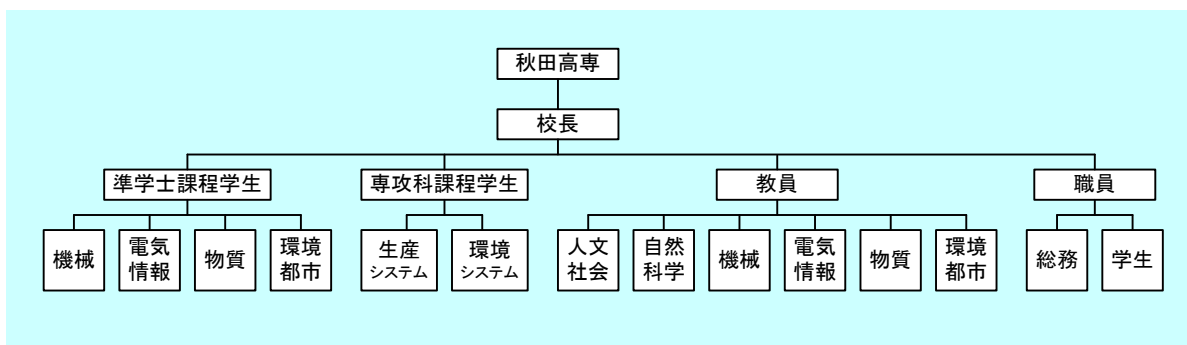 秋田高専
校長
準学士課程学生
専攻科課程学生
教員
職員
機械
電気
情報
物質
環境
都市
生産
システム
環境
システム
人文
社会
自然
科学
機械
電気
情報
物質
環境
都市
総務
学生